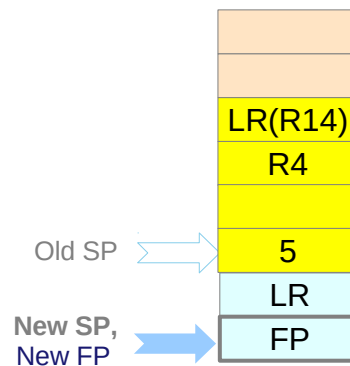 LR(R14)
R4
Old SP
5
LR
New SP,
New FP
FP